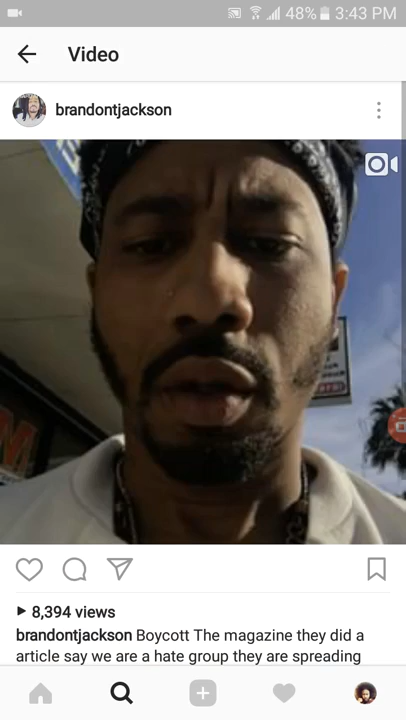 48% 3:43 PM
Video
brandontjackson
8,394 views
brandontjackson Boycott The magazine they did a
article say we are a hate group they are spreading